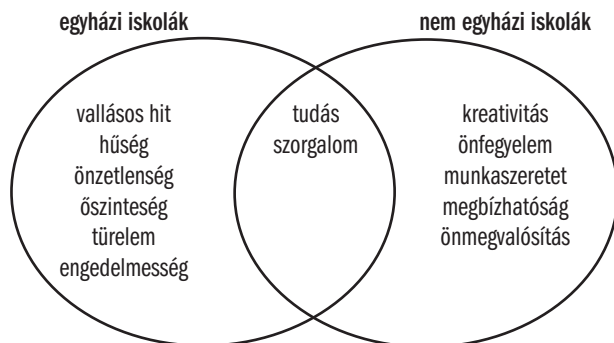 egyházi iskolák
nem egyházi iskolák
vallásos hit
hűség
önzetlenség
őszinteség
türelem
engedelmesség
tudás
szorgalom
kreativitás
önfegyelem
munkaszeretet
megbízhatóság
önmegvalósítás